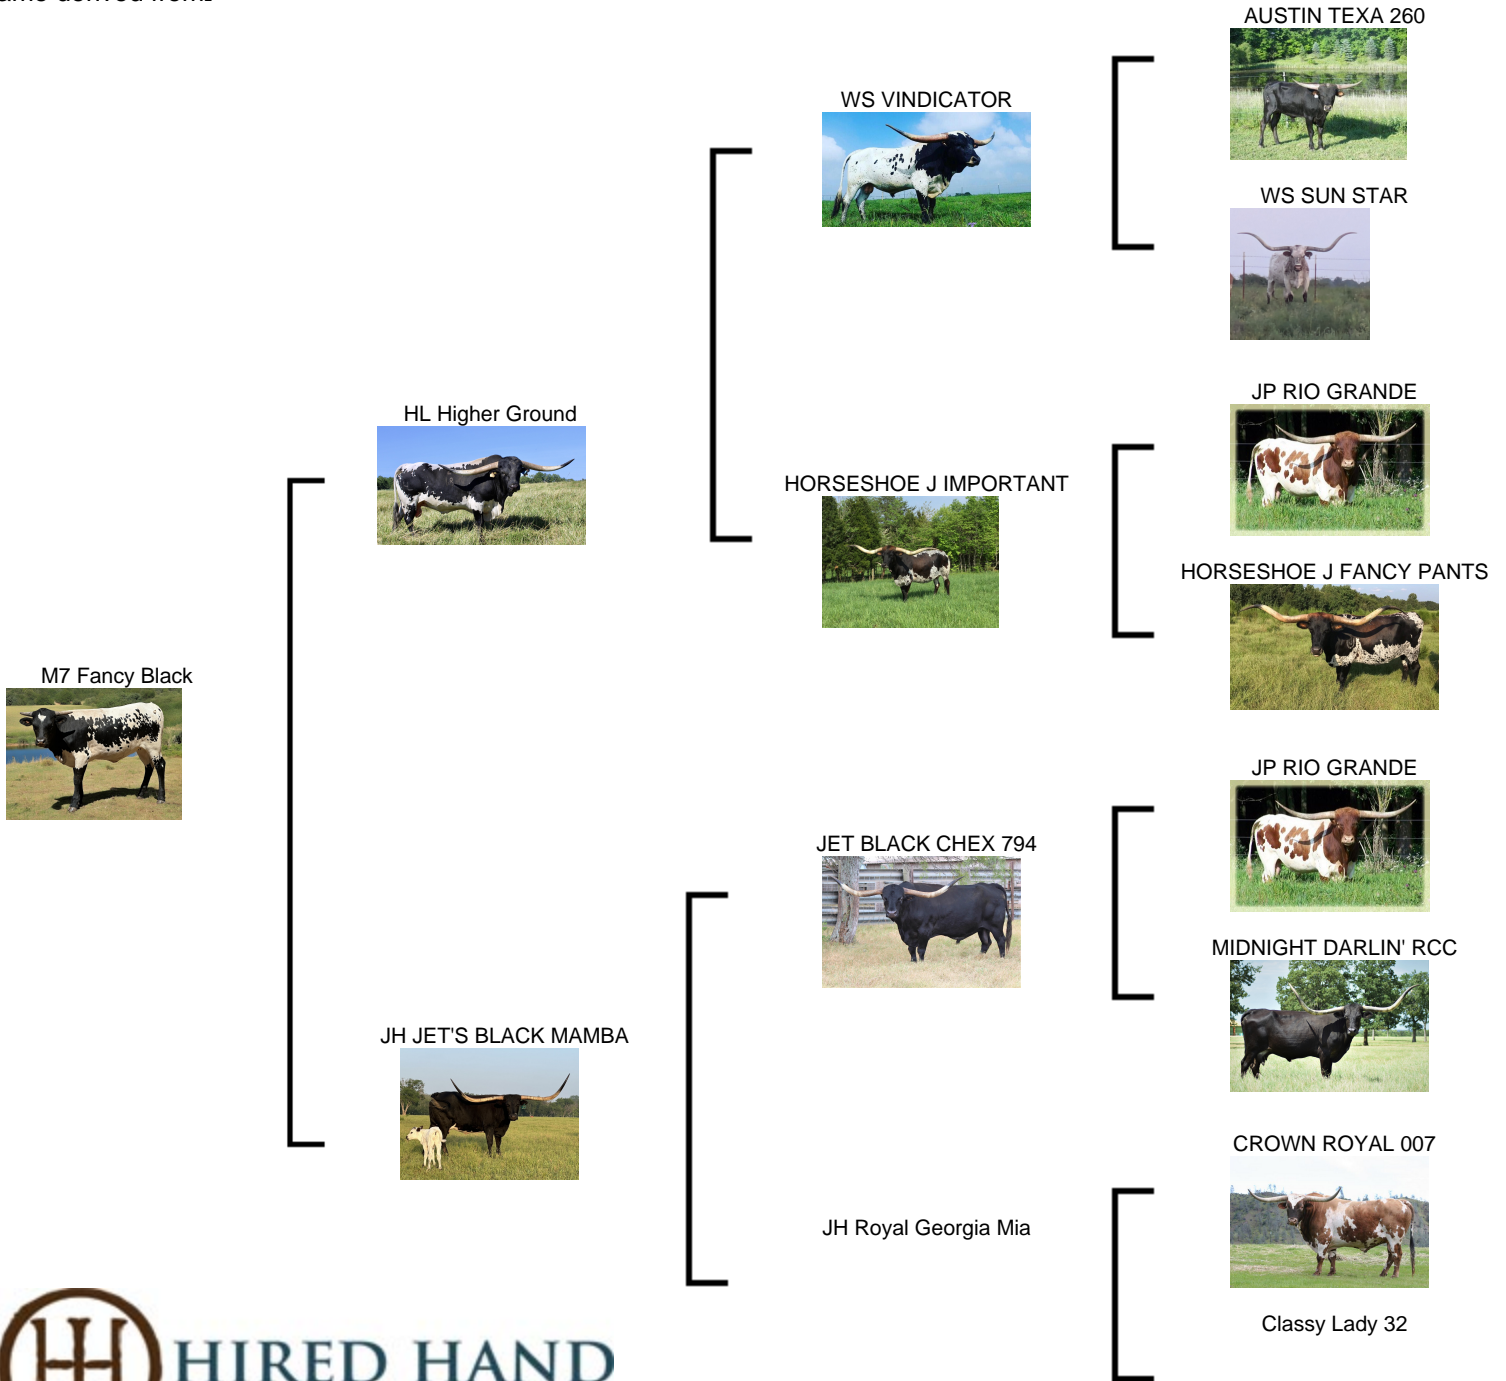 AUSTIN TEXA 260
WS VINDICATOR
WS SUN STAR
JP RIO GRANDE
HL Higher Ground
HORSESHOE J IMPORTANT
HORSESHOE J FANCY PANTS
M7 Fancy Black
JP RIO GRANDE
JET BLACK CHEX 794
MIDNIGHT DARLIN' RCC
JH JET'S BLACK MAMBA
CROWN ROYAL 007
JH Royal Georgia Mia
Classy Lady 32
HIRED HAND